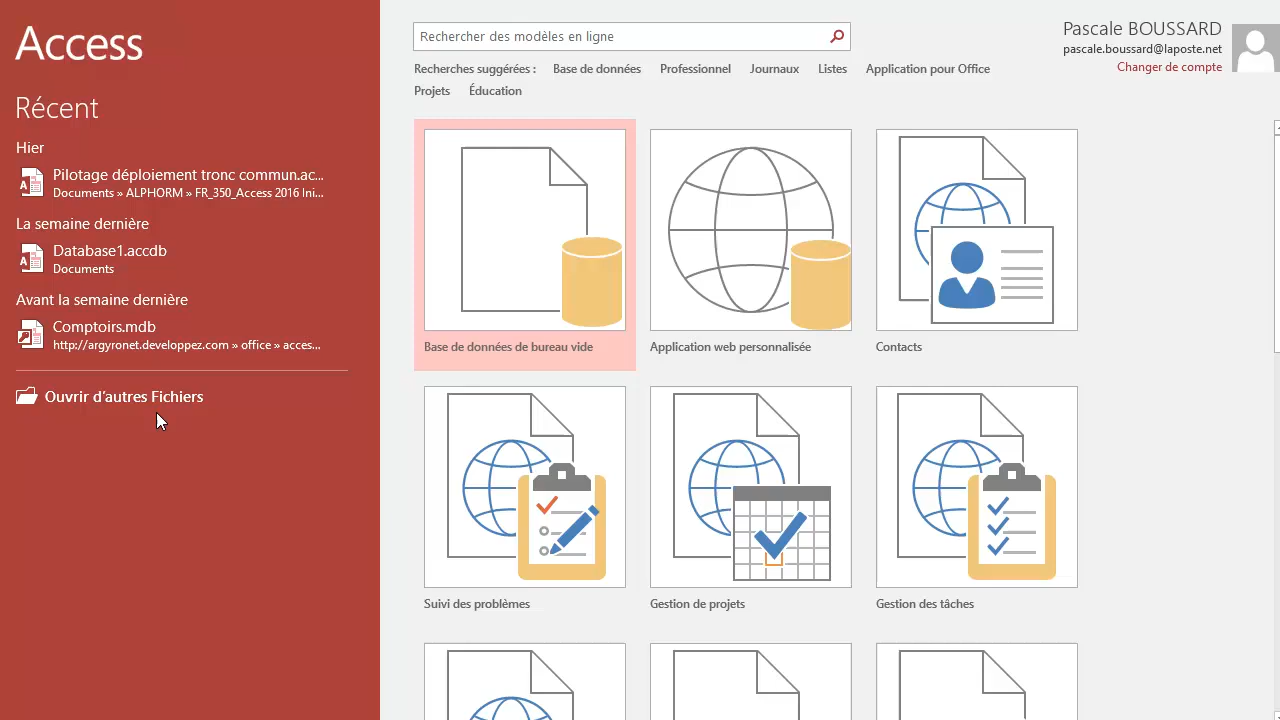 Access
Récent
Hier
Pilotage déploiement tronc commun.ac...
Documents » ALPHORM » FR_350_Access 2016 Ini...
La semaine dernière
Database1.accdb
Documents
Avant la semaine dernière
Comptoirs.mdb
http://argyronet.developpez.com » office » acces...
Ouvrir d'autres Fichiers
Rechercher des modèles en ligne
Recherches suggérées : Base de données Professionnel Journaux Listes Application pour Office
Projets Éducation
Pascale BOUSSARD
pascale.boussard@laposte.net
Changer de compte
Base de données de bureau vide
Application web personnalisée
Contacts
Suivi des problèmes
Gestion de projets
Gestion des tâches